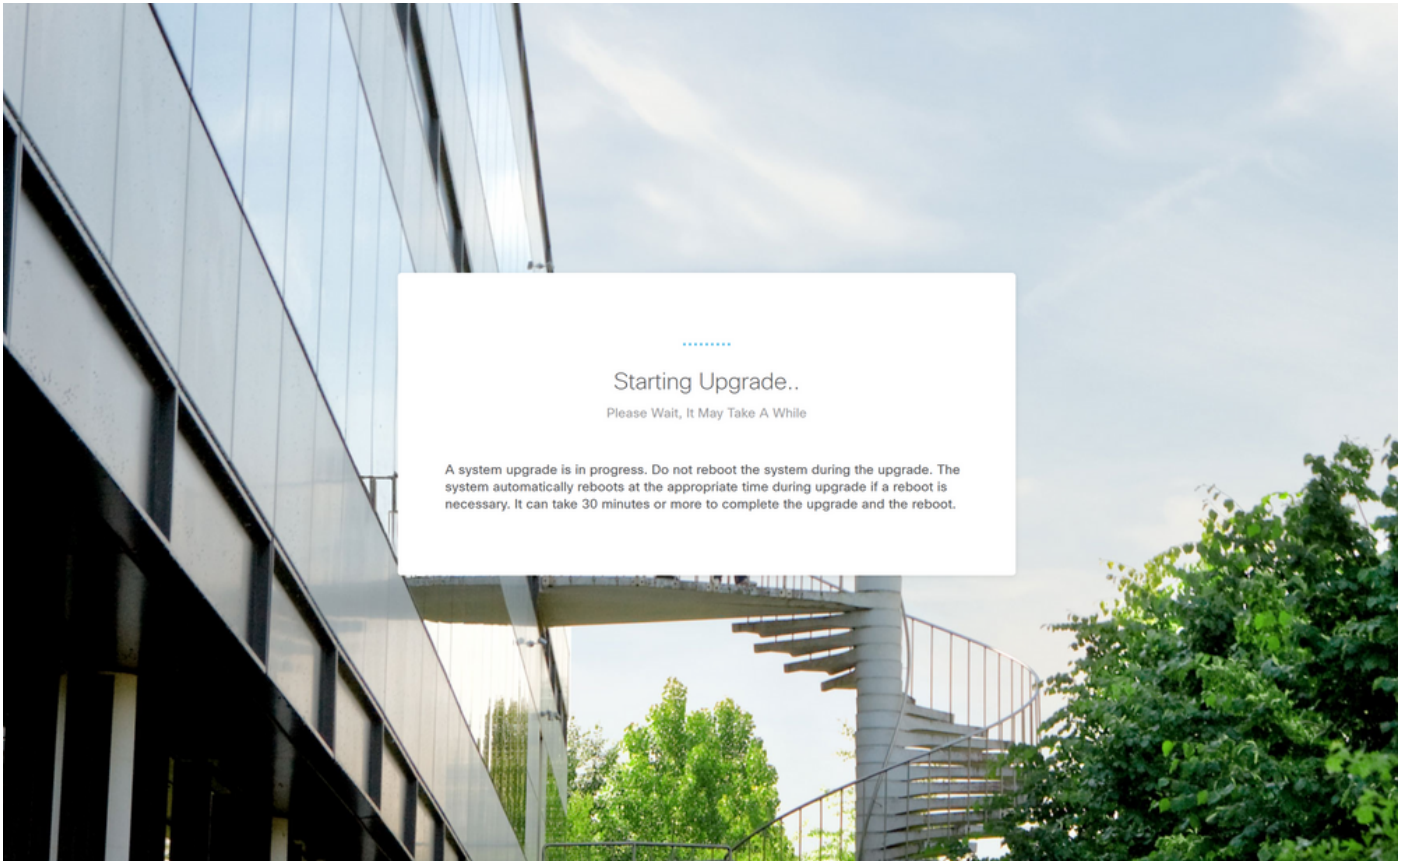 Starting Upgrade..
Please Wait, It May Take A While
A system upgrade is in progress. Do not reboot the system during the upgrade. The
system automatically reboots at the appropriate time during upgrade if a reboot is
necessary. It can take 30 minutes or more to complete the upgrade and the reboot.